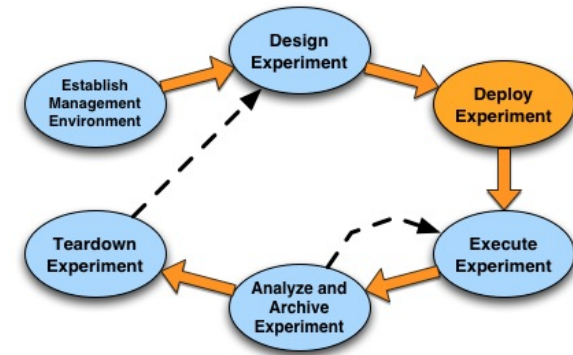 Design
Experiment
Establish
Management
Environment
Deploy
Experiment
Teardown
Experiment
Execute
Experiment
Analyze and
Archive
Experiment